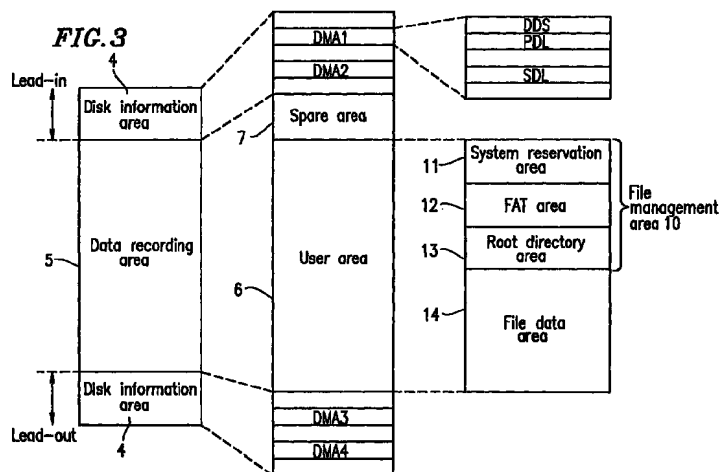 FIG.3
Lead-in
4
Disk information
area
5
Data recording
area
Disk information
area
Lead-out
4
DMA1
DMA2
7
Spare area
6
User area
DMA3
DMA4
DDS
PDL
SDL
11
System reservation
area
12
FAT area
13
Root directory
area
File
management
area 10
14
File data
area